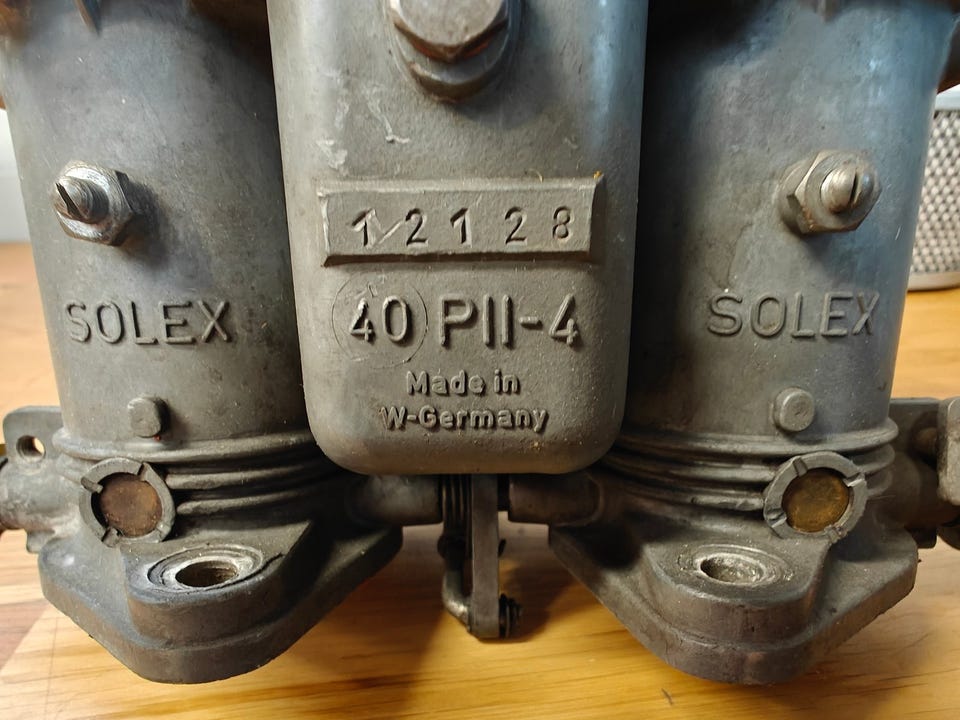 12128
SOLEX
40 PII-4
SOLEX
Made in
W-Germany